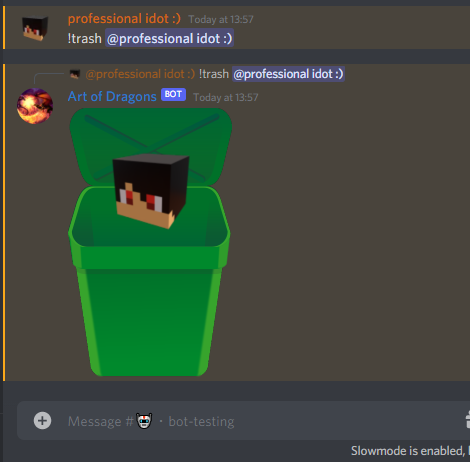 professional idot :) Today at 13:57
!trash @professional idot :)
@professional idot :) !trash @professional idot :)
Art of Dragons BOT Today at 13:57
Message # · bot-testing
Slowmode is enabled,